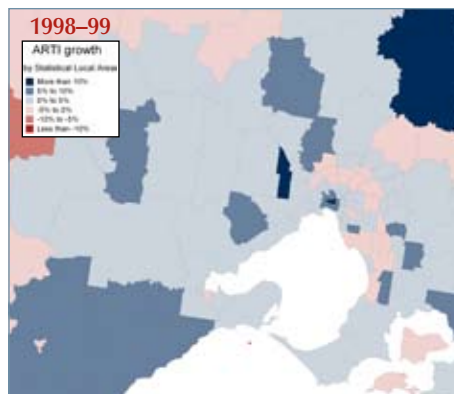 1998–99
ARTI growth
by Statistical Local Areas
More than 10%
5% to 10%
0% to 5%
-5% to 0%
-10% to -5%
Less than -10%